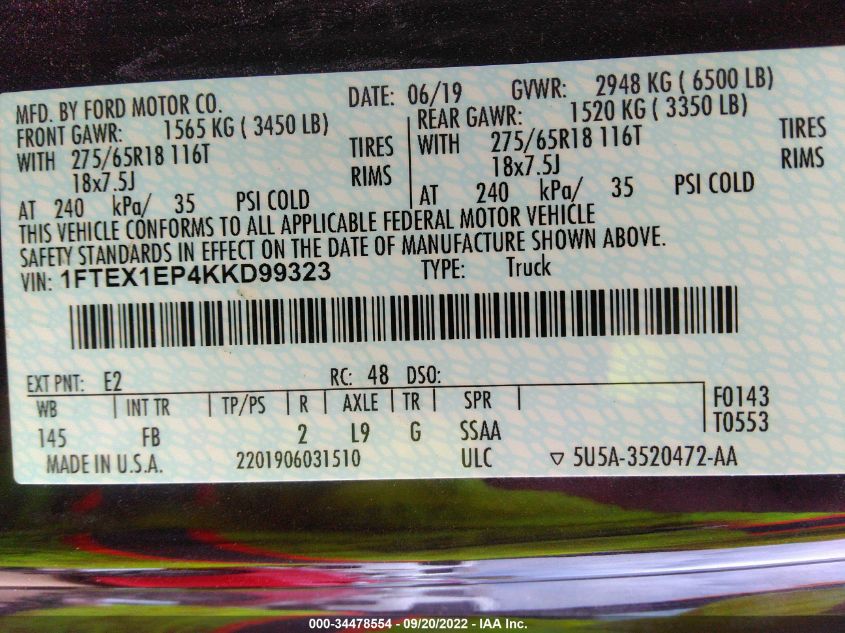 MFD. BY FORD MOTOR CO. DATE: 06/19 GVWR: 2948 KG ( 6500 LB)
FRONT GAWR: 1565 KG ( 3450 LB) REAR GAWR: 1520 KG ( 3350 LB)
WITH 275/65R18 116T TIRES WITH 275/65R18 116T TIRES
18x7.5J RIMS 18x7.5J RIMS
AT 240 kPa/ 35 PSI COLD AT 240 kPa/ 35 PSI COLD
THIS VEHICLE CONFORMS TO ALL APPLICABLE FEDERAL MOTOR VEHICLE
SAFETY STANDARDS IN EFFECT ON THE DATE OF MANUFACTURE SHOWN ABOVE.
VIN: 1FTEX1EP4KKD99323 TYPE: Truck
EXT PNT: E2 RC: 48 DSO:
WB INT TR TP/PS R AXLE TR SPR F0143
145 FB 2 L9 G SSAA T0553
MADE IN U.S.A. 2201906031510 ULC ▽ 5U5A-3520472-AA
000-34478554 - 09/20/2022 - IAA Inc.